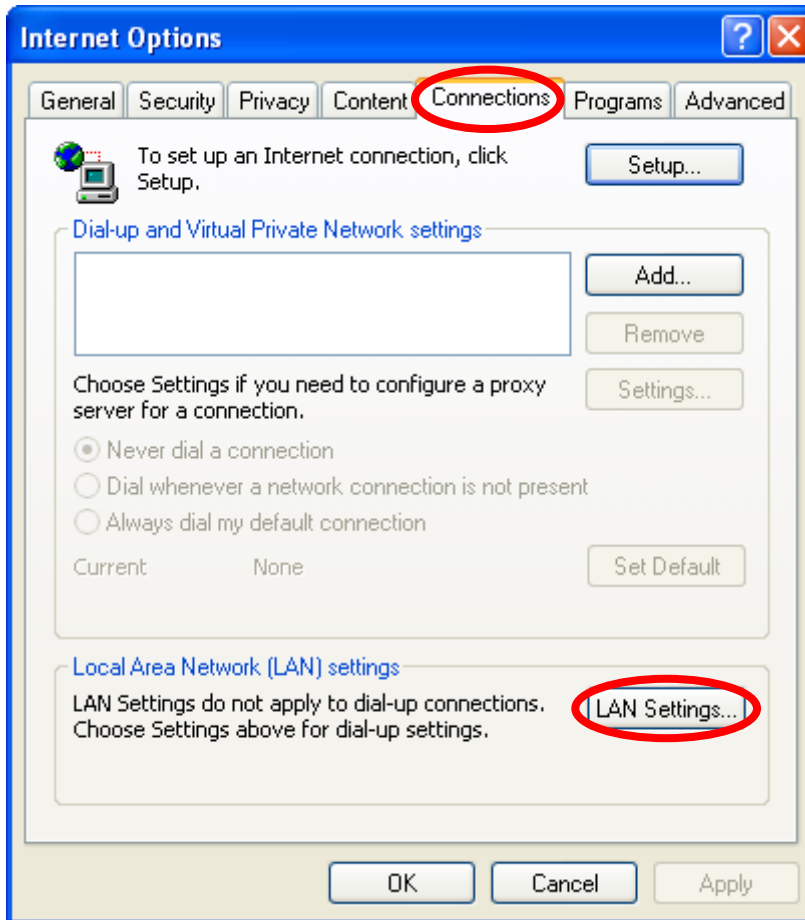 Internet Options
?
General Security Privacy Content Connections Programs Advanced
To set up an Internet connection, click
Setup.
Setup...
Dial-up and Virtual Private Network settings
Add...
Remove
Choose Settings if you need to configure a proxy
server for a connection.
Settings...
Never dial a connection
Dial whenever a network connection is not present
Always dial my default connection
Current None
Set Default
Local Area Network (LAN) settings
LAN Settings do not apply to dial-up connections.
Choose Settings above for dial-up settings.
LAN Settings...
OK Cancel Apply